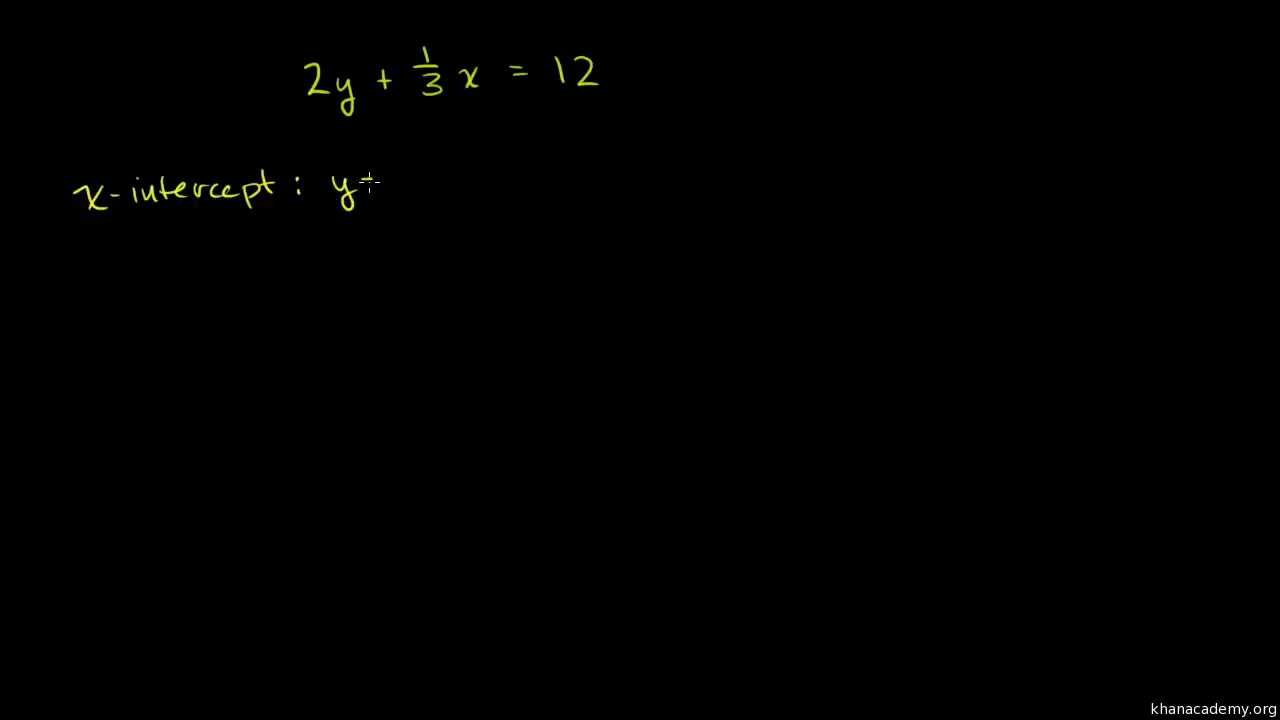 2y + 1/3 x = 12
x-intercept: y=
khanacademy.org